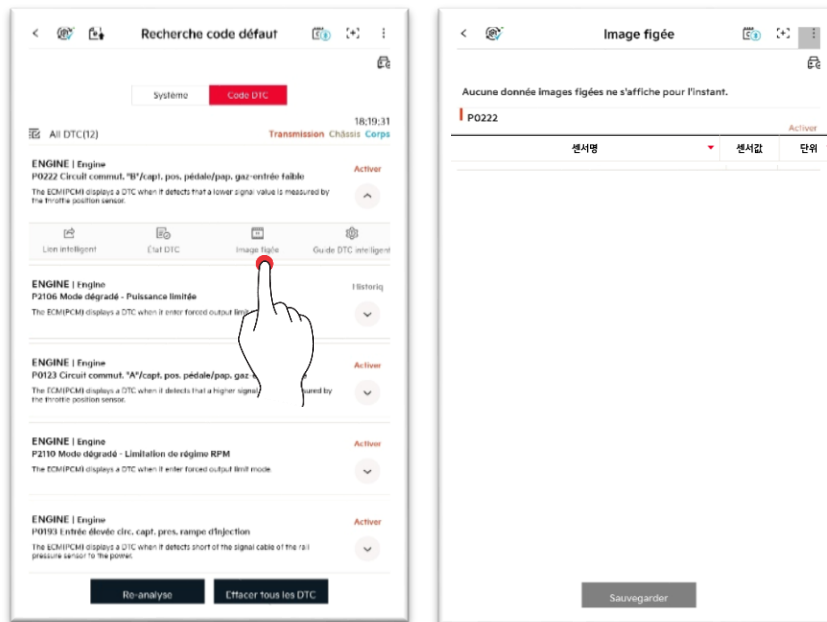 Recherche code défaut
Système
Code DTC
18:19:31
All DTC(12)
Transmission Châssis Corps
ENGINE | Engine
Activer
P0222 Circuit commut. "B"/capt. pos. pédale/pap. gaz-entrée faible
The ECM(PCM) displays a DTC when it detects that a lower signal value is measured by
the throttle position sensor.
Lien intelligent
État DTC
Image figée
Guide DTC intelligent
ENGINE | Engine
Historiq
P2106 Mode dégradé - Puissance limitée
The ECM(PCM) displays a DTC when it enter forced output limit
ENGINE | Engine
Activer
P0123 Circuit commut. "A"/capt. pos. pédale/pap. gaz-
The ECM(PCM) displays a DTC when it detects that a higher signal
the throttle position sensor.
ENGINE | Engine
Activer
P2110 Mode dégradé - Limitation de régime RPM
The ECM(PCM) displays a DTC when it enter forced output limit mode.
ENGINE | Engine
Activer
P0193 Entrée élevée circ. capt. pres. rampe d'injection
The ECM(PCM) displays a DTC when it detects short of the signal cable of the rail
pressure sensor to the power.
Re-analyse
Effacer tous les DTC
Image figée
Aucune donnée images figées ne s'affiche pour l'instant.
P0222
Activer
센서명
센서값
단위
Sauvegarder